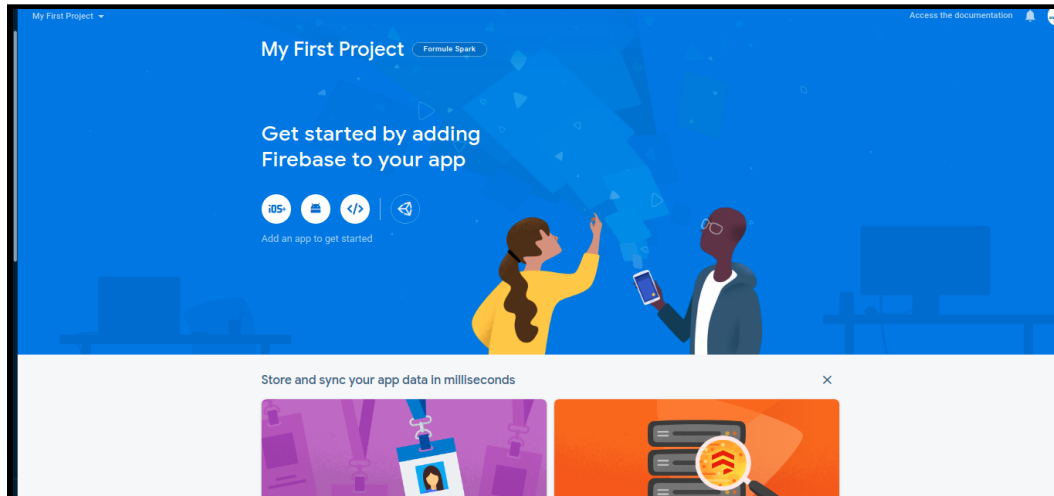 My First Project
Access the documentation
My First Project
Formule Spark
Get started by adding
Firebase to your app
iOS+
</>
Add an app to get started
Store and sync your app data in milliseconds